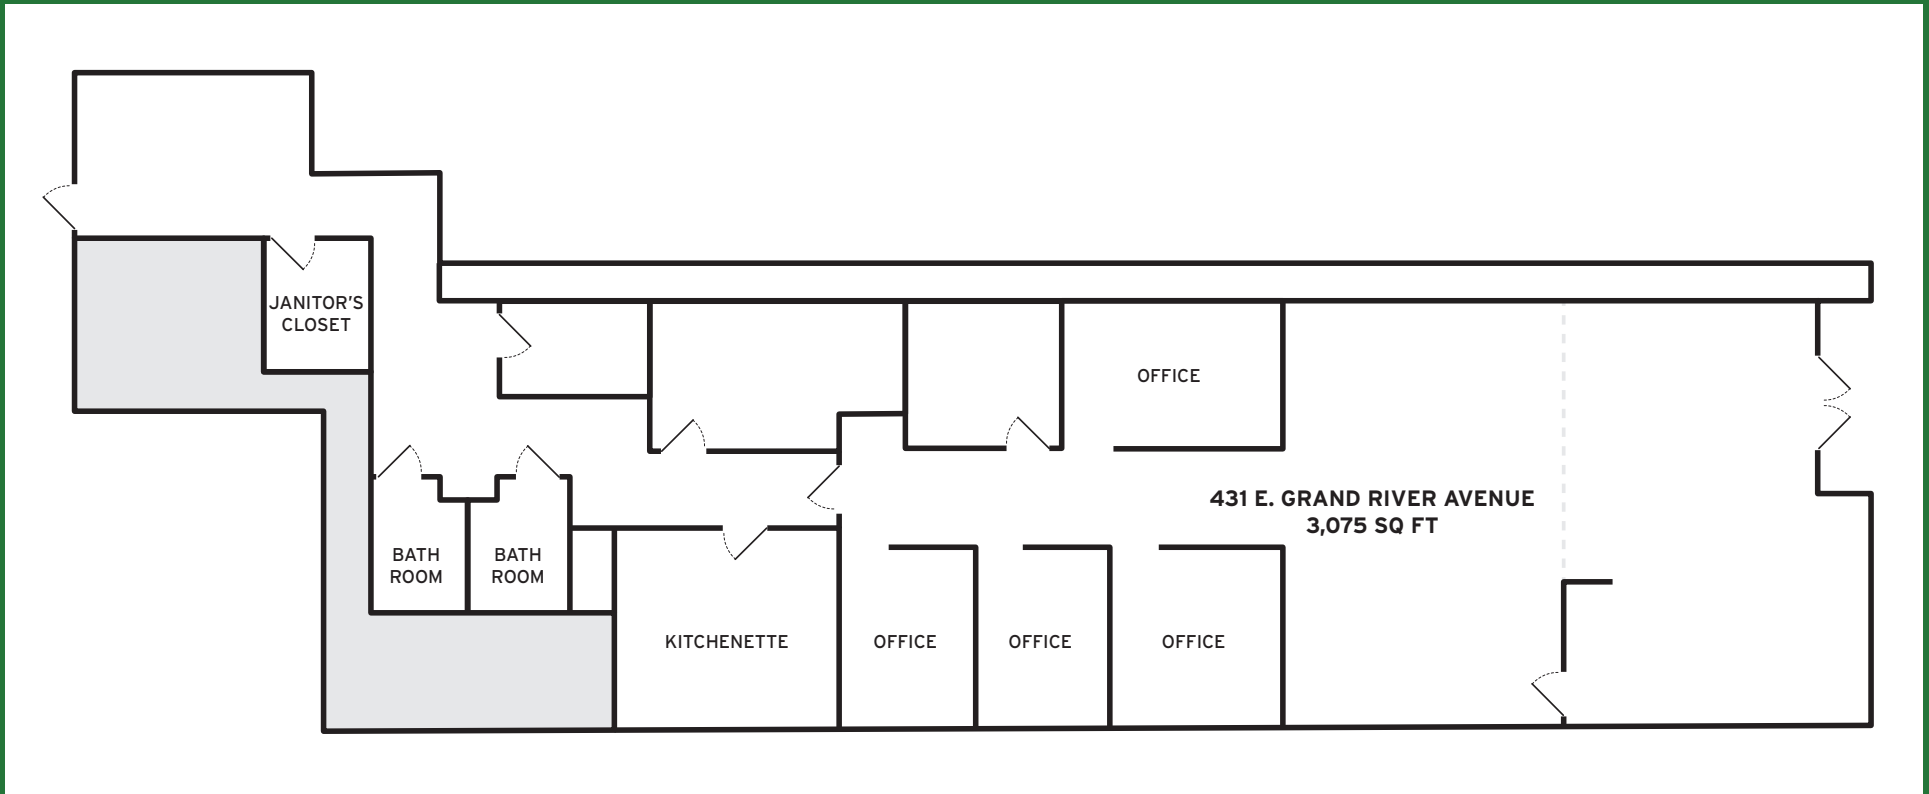 JANITOR'S
CLOSET
OFFICE
431 E. GRAND RIVER AVENUE
3,075 SQ FT
BATH
ROOM
BATH
ROOM
KITCHENETTE
OFFICE
OFFICE
OFFICE